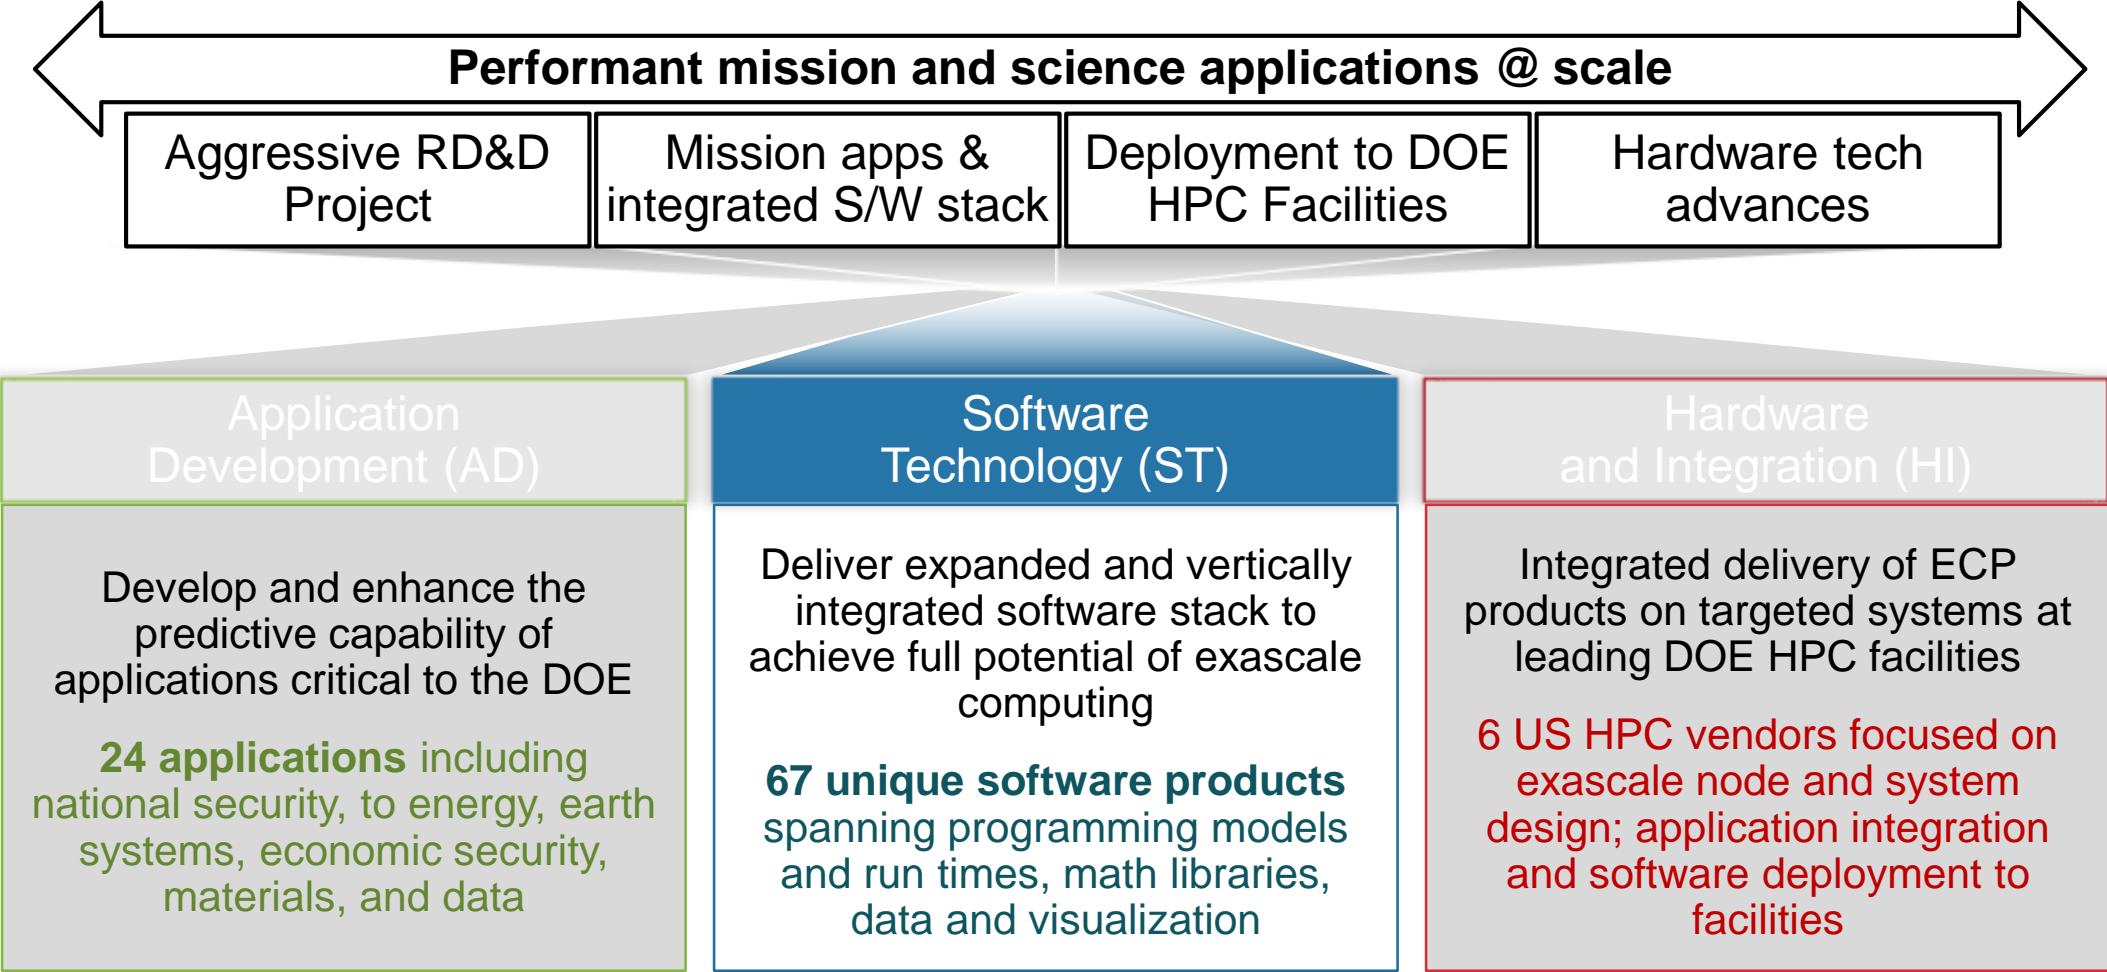 Performant mission and science applications @ scale
Aggressive RD&D
Project
Mission apps &
integrated S/W stack
Deployment to DOE
HPC Facilities
Hardware tech
advances
Application
Development (AD)
Develop and enhance the
predictive capability of
applications critical to the DOE
24 applications including
national security, to energy, earth
systems, economic security,
materials, and data
Software
Technology (ST)
Deliver expanded and vertically
integrated software stack to
achieve full potential of exascale
computing
67 unique software products
spanning programming models
and run times, math libraries,
data and visualization
Hardware
and Integration (HI)
Integrated delivery of ECP
products on targeted systems at
leading DOE HPC facilities
6 US HPC vendors focused on
exascale node and system
design; application integration
and software deployment to
facilities